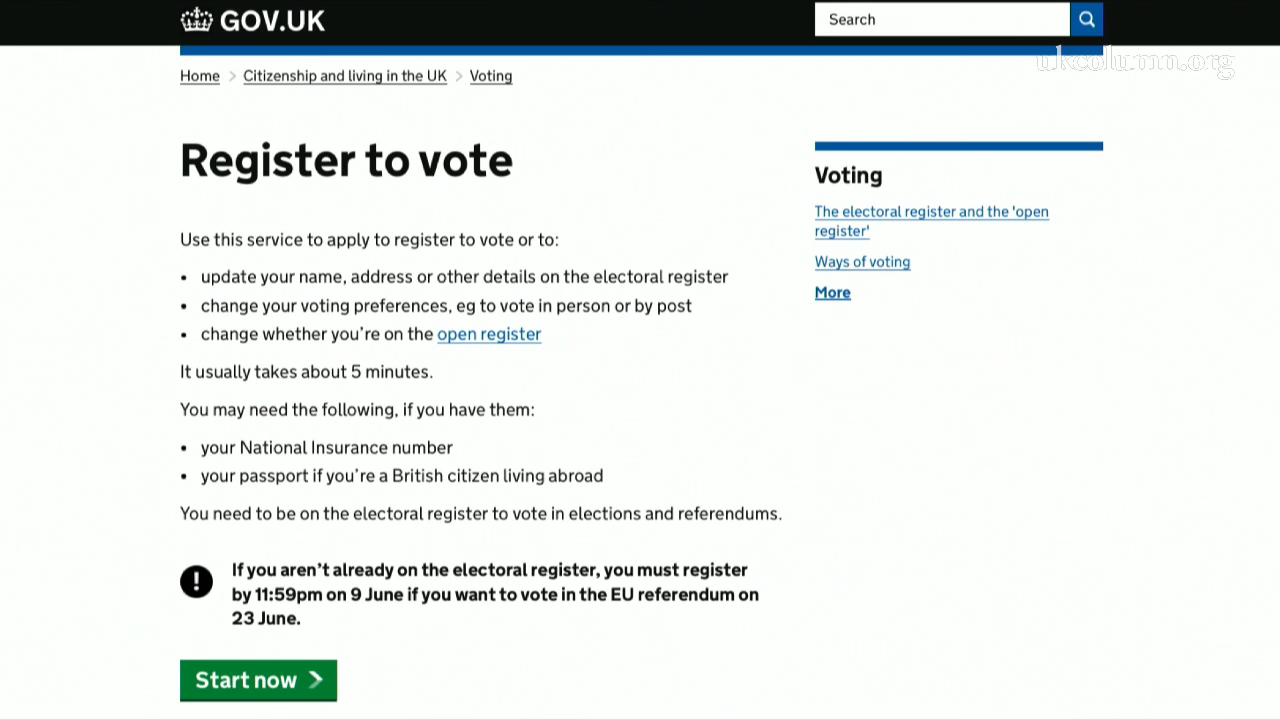 GOV.UK
Search
ukcolumn.org
Home > Citizenship and living in the UK > Voting
Register to vote
Voting
The electoral register and the 'open
register'
Ways of voting
More
Use this service to apply to register to vote or to:
• update your name, address or other details on the electoral register
• change your voting preferences, eg to vote in person or by post
• change whether you're on the open register
It usually takes about 5 minutes.
You may need the following, if you have them:
• your National Insurance number
• your passport if you're a British citizen living abroad
You need to be on the electoral register to vote in elections and referendums.
! If you aren't already on the electoral register, you must register
by 11:59pm on 9 June if you want to vote in the EU referendum on
23 June.
Start now >